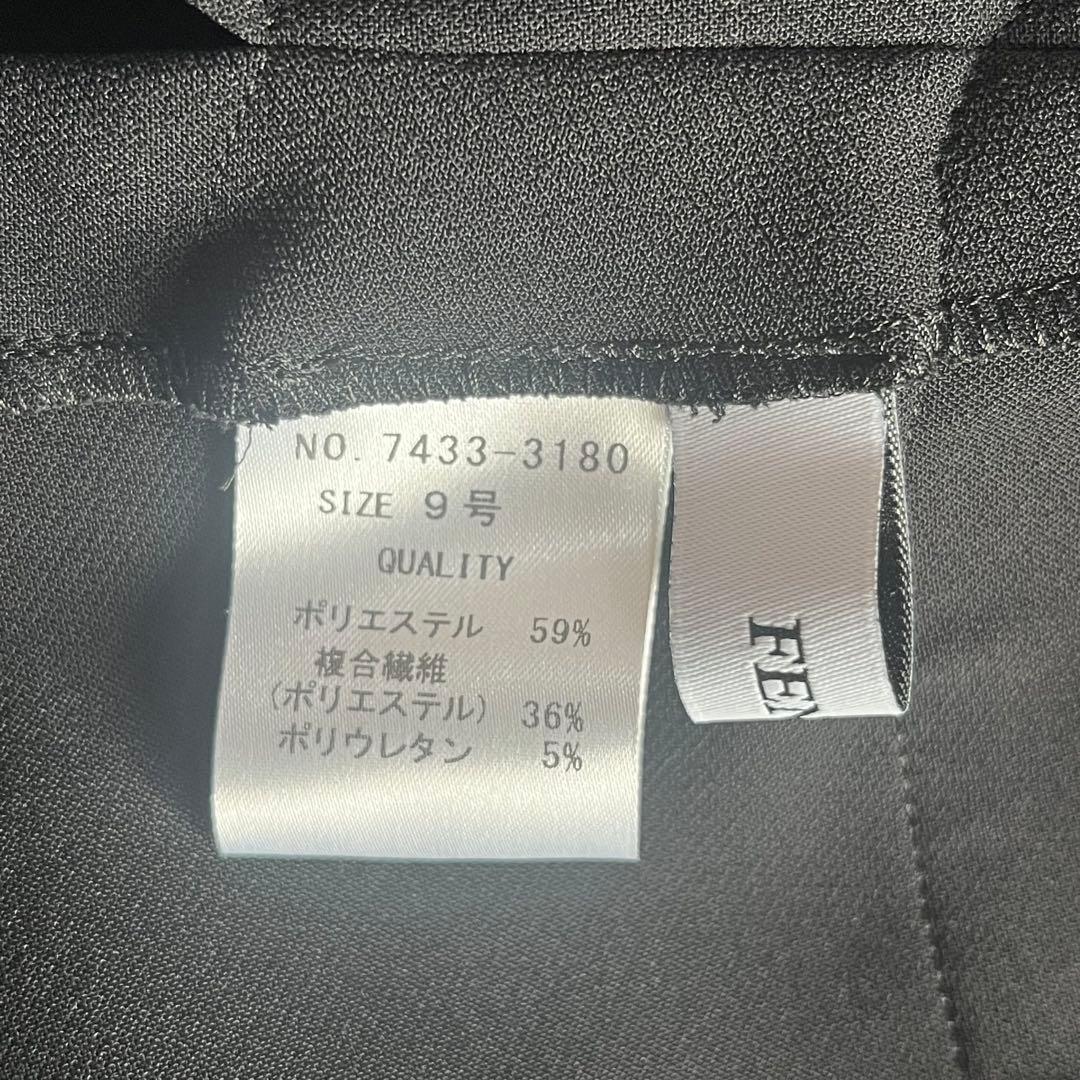 NO. 7433-3180
SIZE 9号
QUALITY
ポリエステル 59%
複合繊維
(ポリエステル) 36%
ポリウレタン 5%